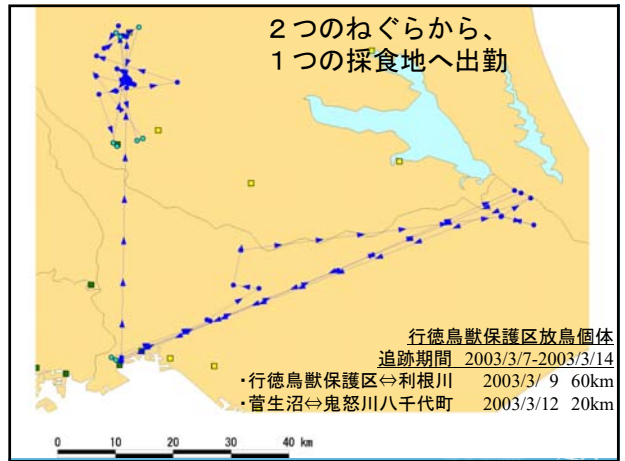 ２つのねぐらから、
１つの採食地へ出勤
行徳鳥獣保護区放鳥個体
追跡期間 2003/3/7-2003/3/14
・行徳鳥獣保護区⇔利根川 2003/3/ 9 60km
・菅生沼⇔鬼怒川八千代町 2003/3/12 20km
0 10 20 30 40 km